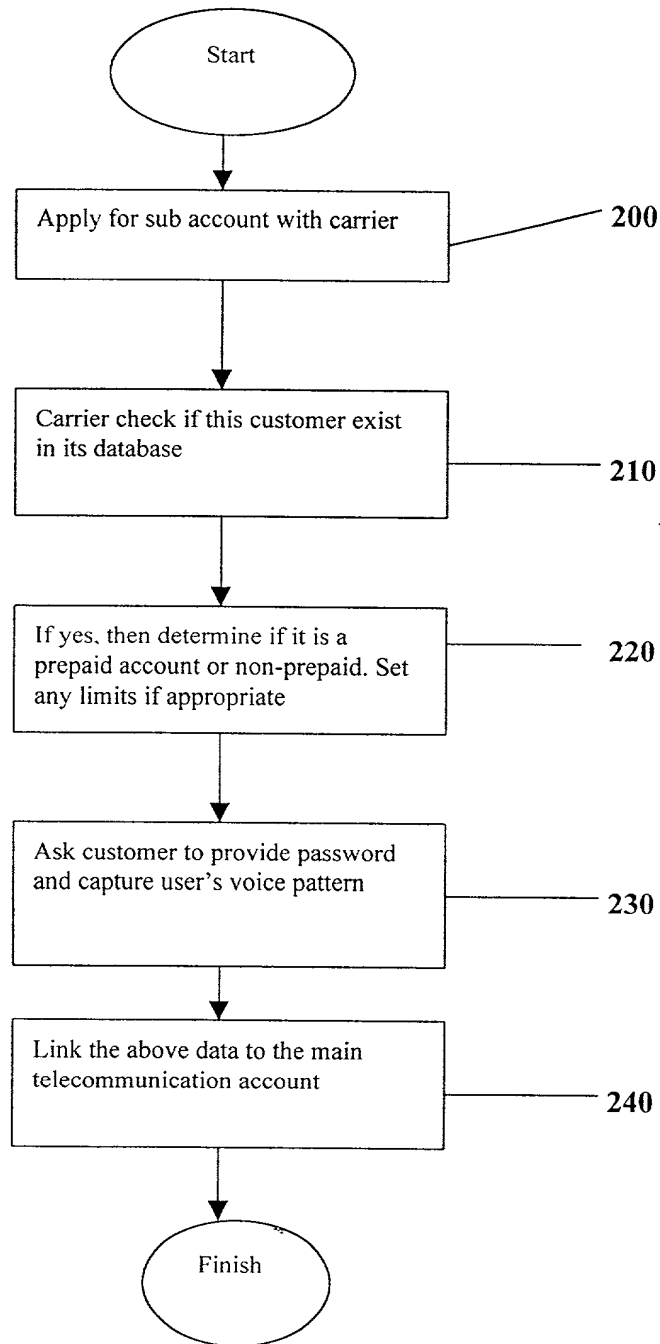 Start
Apply for sub account with carrier
200
Carrier check if this customer exist
in its database
210
If yes, then determine if it is a
prepaid account or non-prepaid. Set
any limits if appropriate
220
Ask customer to provide password
and capture user's voice pattern
230
Link the above data to the main
telecommunication account
240
Finish